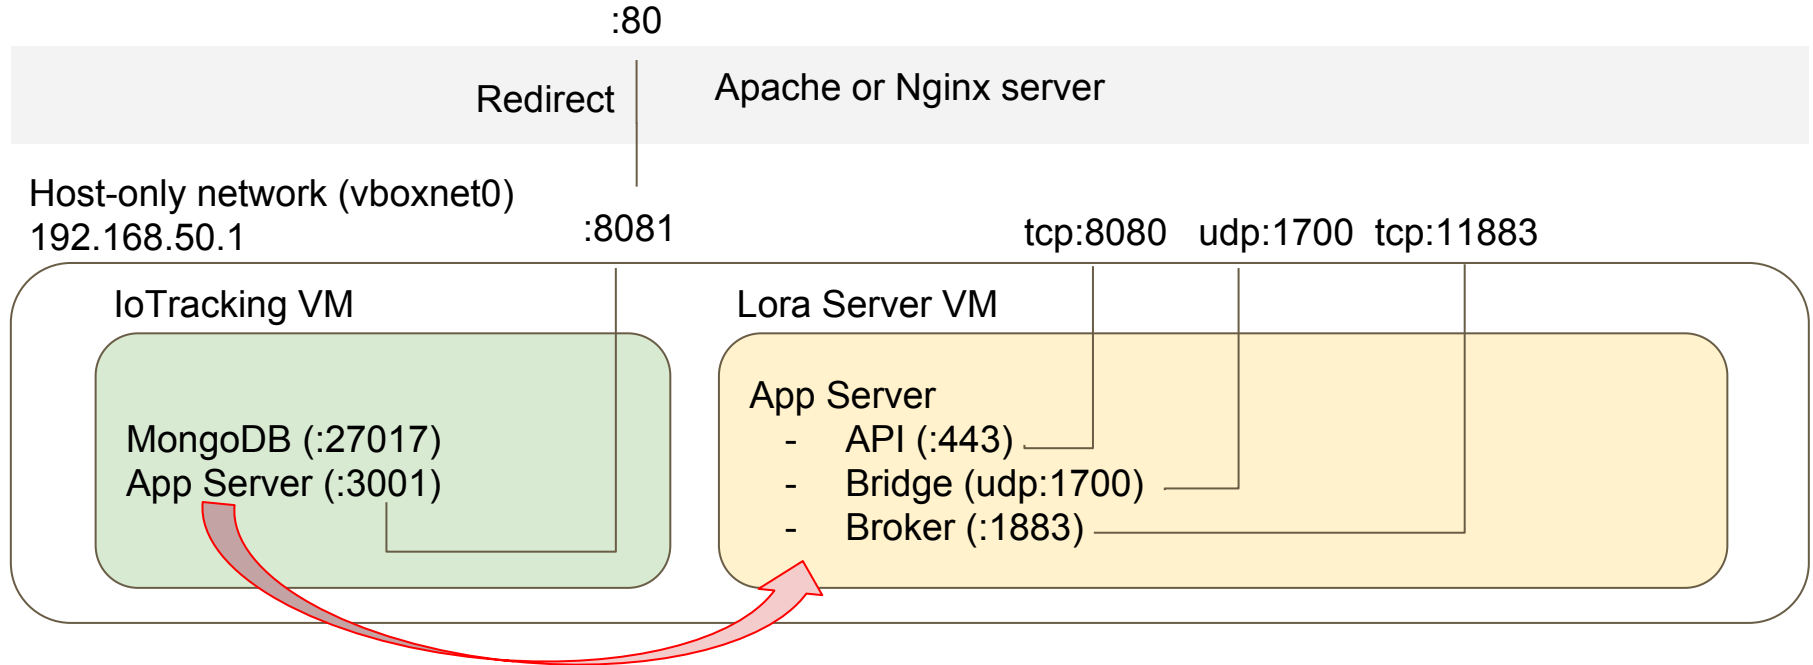 :80
Redirect
Apache or Nginx server
Host-only network (vboxnet0)
192.168.50.1
:8081
tcp:8080
udp:1700
tcp:11883
IoTracking VM
MongoDB (:27017)
App Server (:3001)
Lora Server VM
App Server
- API (:443)
- Bridge (udp:1700)
- Broker (:1883)